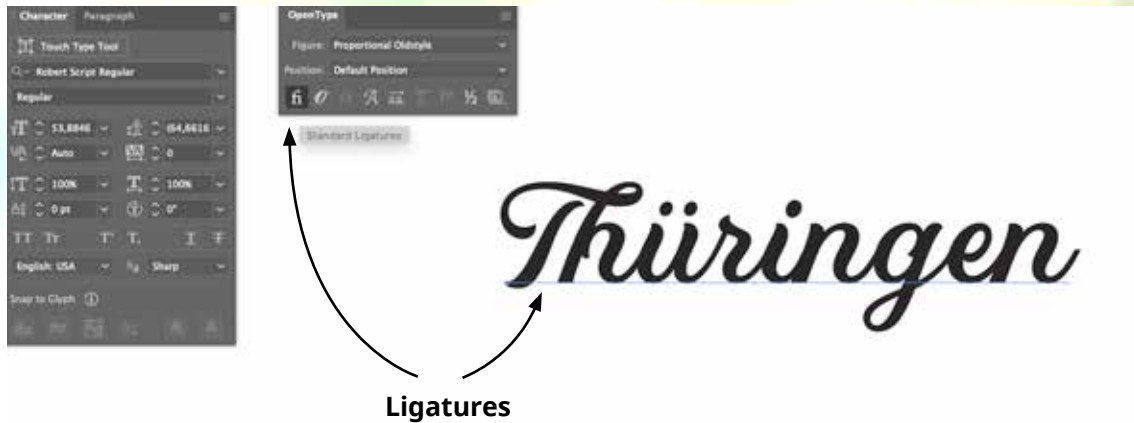 Character Paragraph
Touch Type Tool
Robert Script Regular
Regular
53,8846 (64,6616
Auto 0
100% 100%
0 pt 0°
English: USA Sharp
Snap to Glyph
OpenType
Figure: Proportional Oldstyle
Position: Default Position
Standard Ligatures
Thüringen
Ligatures